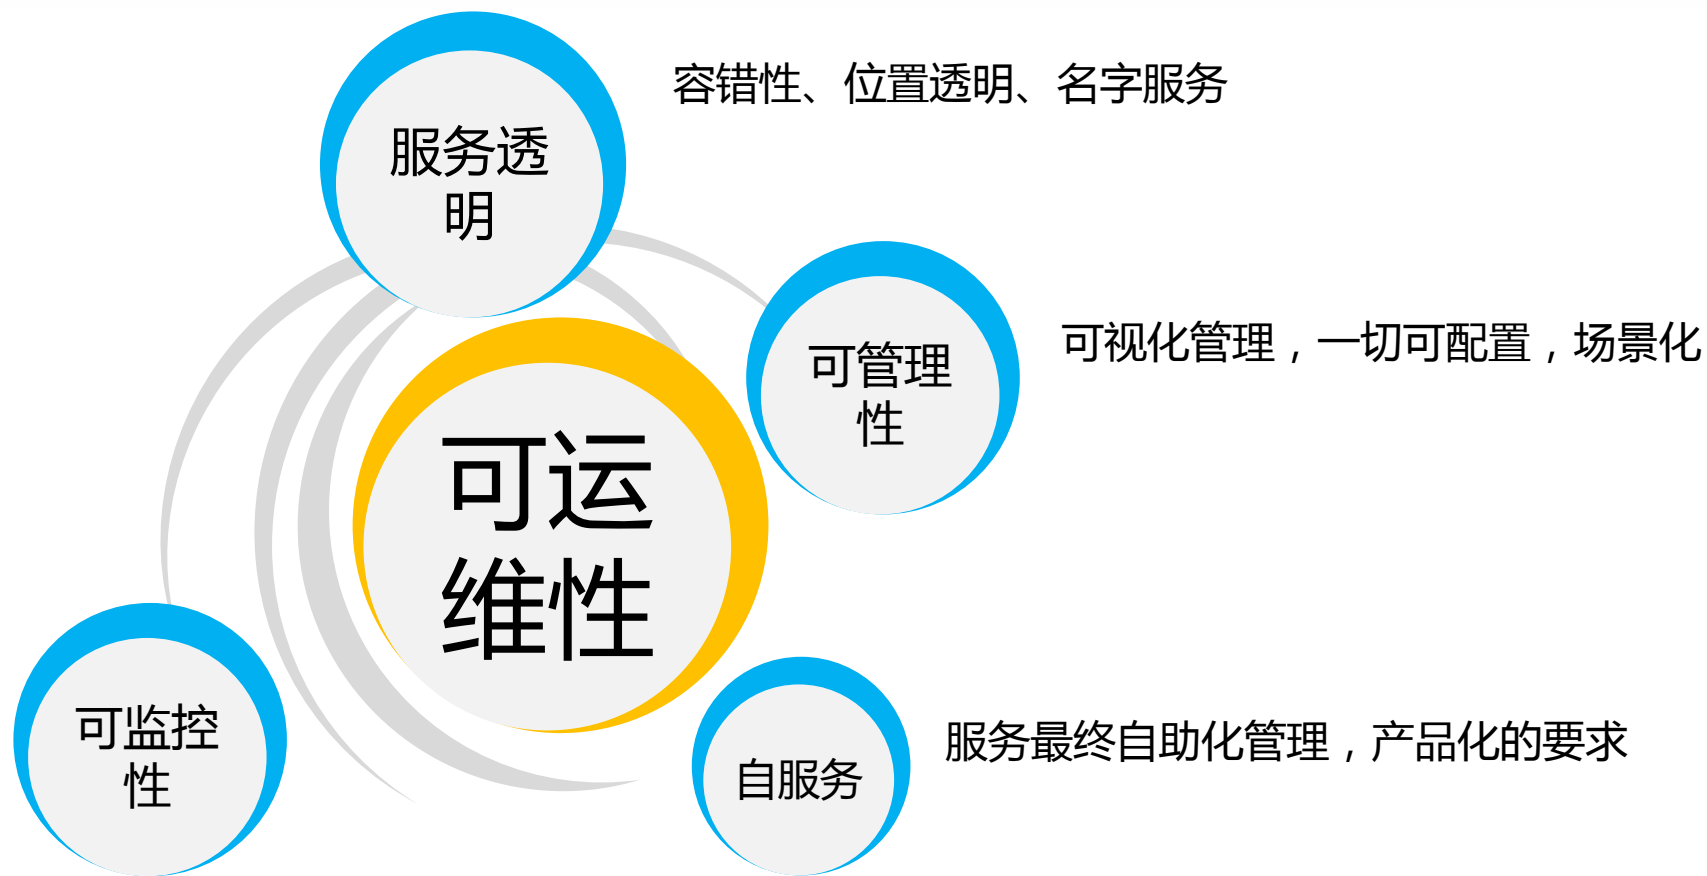 容错性、位置透明、名字服务
服务透
明
可视化管理，一切可配置，场景化
可管理
性
可运
维性
可监控
性
服务最终自助化管理，产品化的要求
自服务